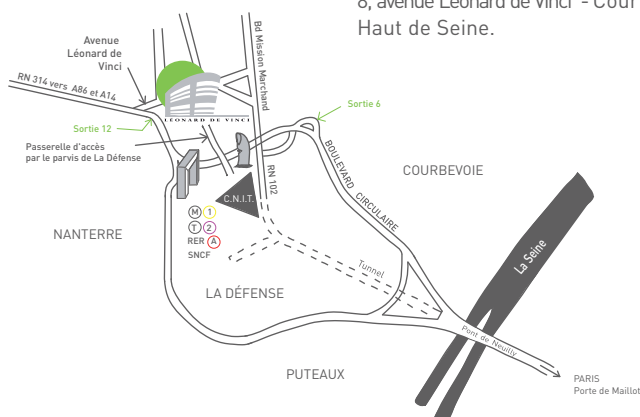 8, avenue Léonard de Vinci - Cour
Haut de Seine.
Avenue
Léonard de
Vinci
Bd Mission Marchand
RN 314 vers A86 et A14
LÉONARD DE VINCI
Sortie 6
Sortie 12
Passerelle d'accès
par le parvis de La Défense
RN 102
BOULEVARD CIRCULAIRE
COURBEVOIE
C.N.I.T.
M 1
T 2
RER A
SNCF
NANTERRE
La Seine
Tunnel
LA DÉFENSE
Pont de Neuilly
PUTEAUX
PARIS
Porte de Maillot